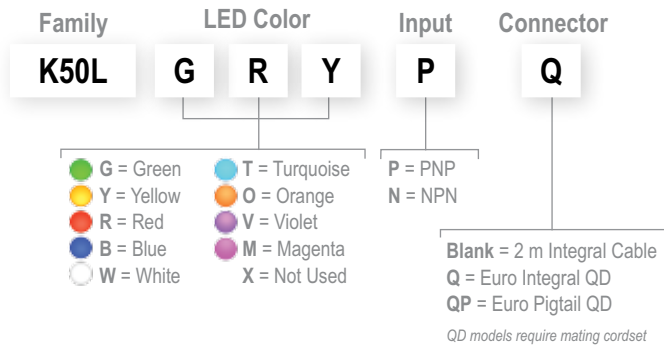 Family LED Color Input Connector
K50L G R Y P Q
G = Green T = Turquoise P = PNP
Y = Yellow O = Orange N = NPN
R = Red V = Violet
B = Blue M = Magenta
W = White X = Not Used
Blank = 2 m Integral Cable
Q = Euro Integral QD
QP = Euro Pigtail QD
QD models require mating cordset